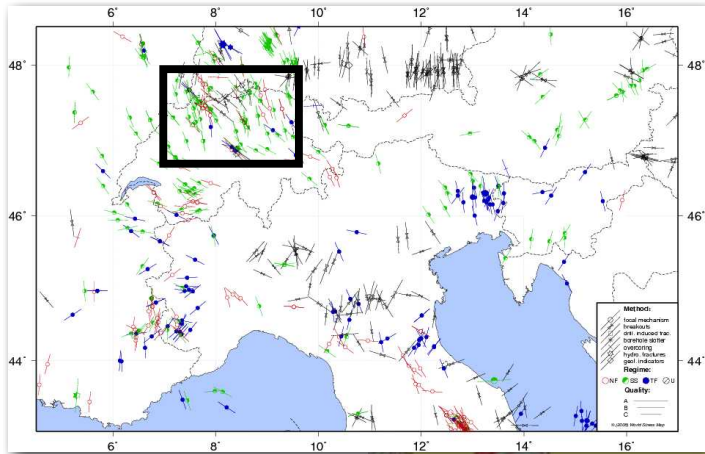 6° 8° 10° 12° 14° 16°
48° 48°
46° 46°
44° 44°
Method:
focal mechanism
breakouts
drill. induced frac.
borehole slotter
overcoring
hydro. fractures
geol. indicators
Regime:
NF SS TF U
Quality:
A
B
C
(2008) World Stress Map
6° 8° 10° 12° 14° 16°